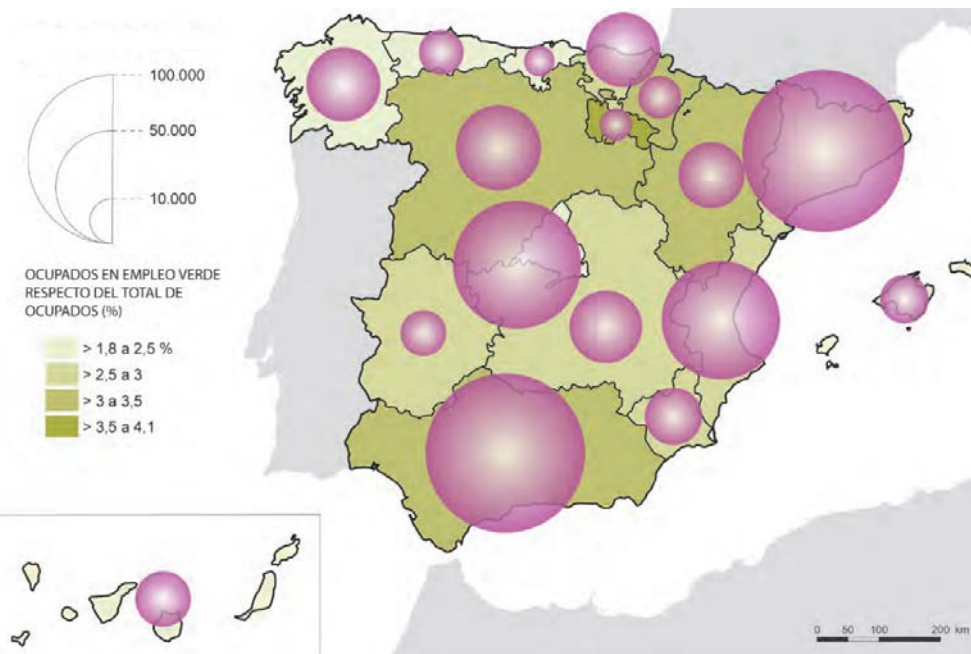 100.000
50.000
10.000
OCUPADOS EN EMPLEO VERDE
RESPECTO DEL TOTAL DE
OCUPADOS (%)
> 1,8 a 2,5 %
> 2,5 a 3
> 3 a 3,5
> 3,5 a 4,1
0 50 100 200 km